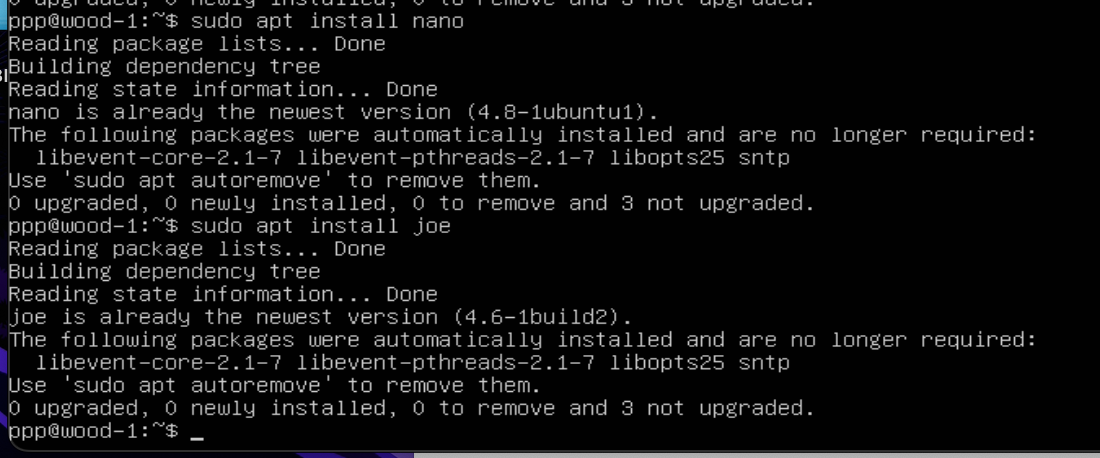 0 upgraded, 0 newly installed, 0 to remove and 3 not upgraded.
ppp@wood-1:~$ sudo apt install nano
Reading package lists... Done
Building dependency tree
Reading state information... Done
nano is already the newest version (4.8-1ubuntu1).
The following packages were automatically installed and are no longer required:
  libevent-core-2.1-7 libevent-pthreads-2.1-7 libopts25 sntp
Use 'sudo apt autoremove' to remove them.
0 upgraded, 0 newly installed, 0 to remove and 3 not upgraded.
ppp@wood-1:~$ sudo apt install joe
Reading package lists... Done
Building dependency tree
Reading state information... Done
joe is already the newest version (4.6-1build2).
The following packages were automatically installed and are no longer required:
  libevent-core-2.1-7 libevent-pthreads-2.1-7 libopts25 sntp
Use 'sudo apt autoremove' to remove them.
0 upgraded, 0 newly installed, 0 to remove and 3 not upgraded.
ppp@wood-1:~$ _